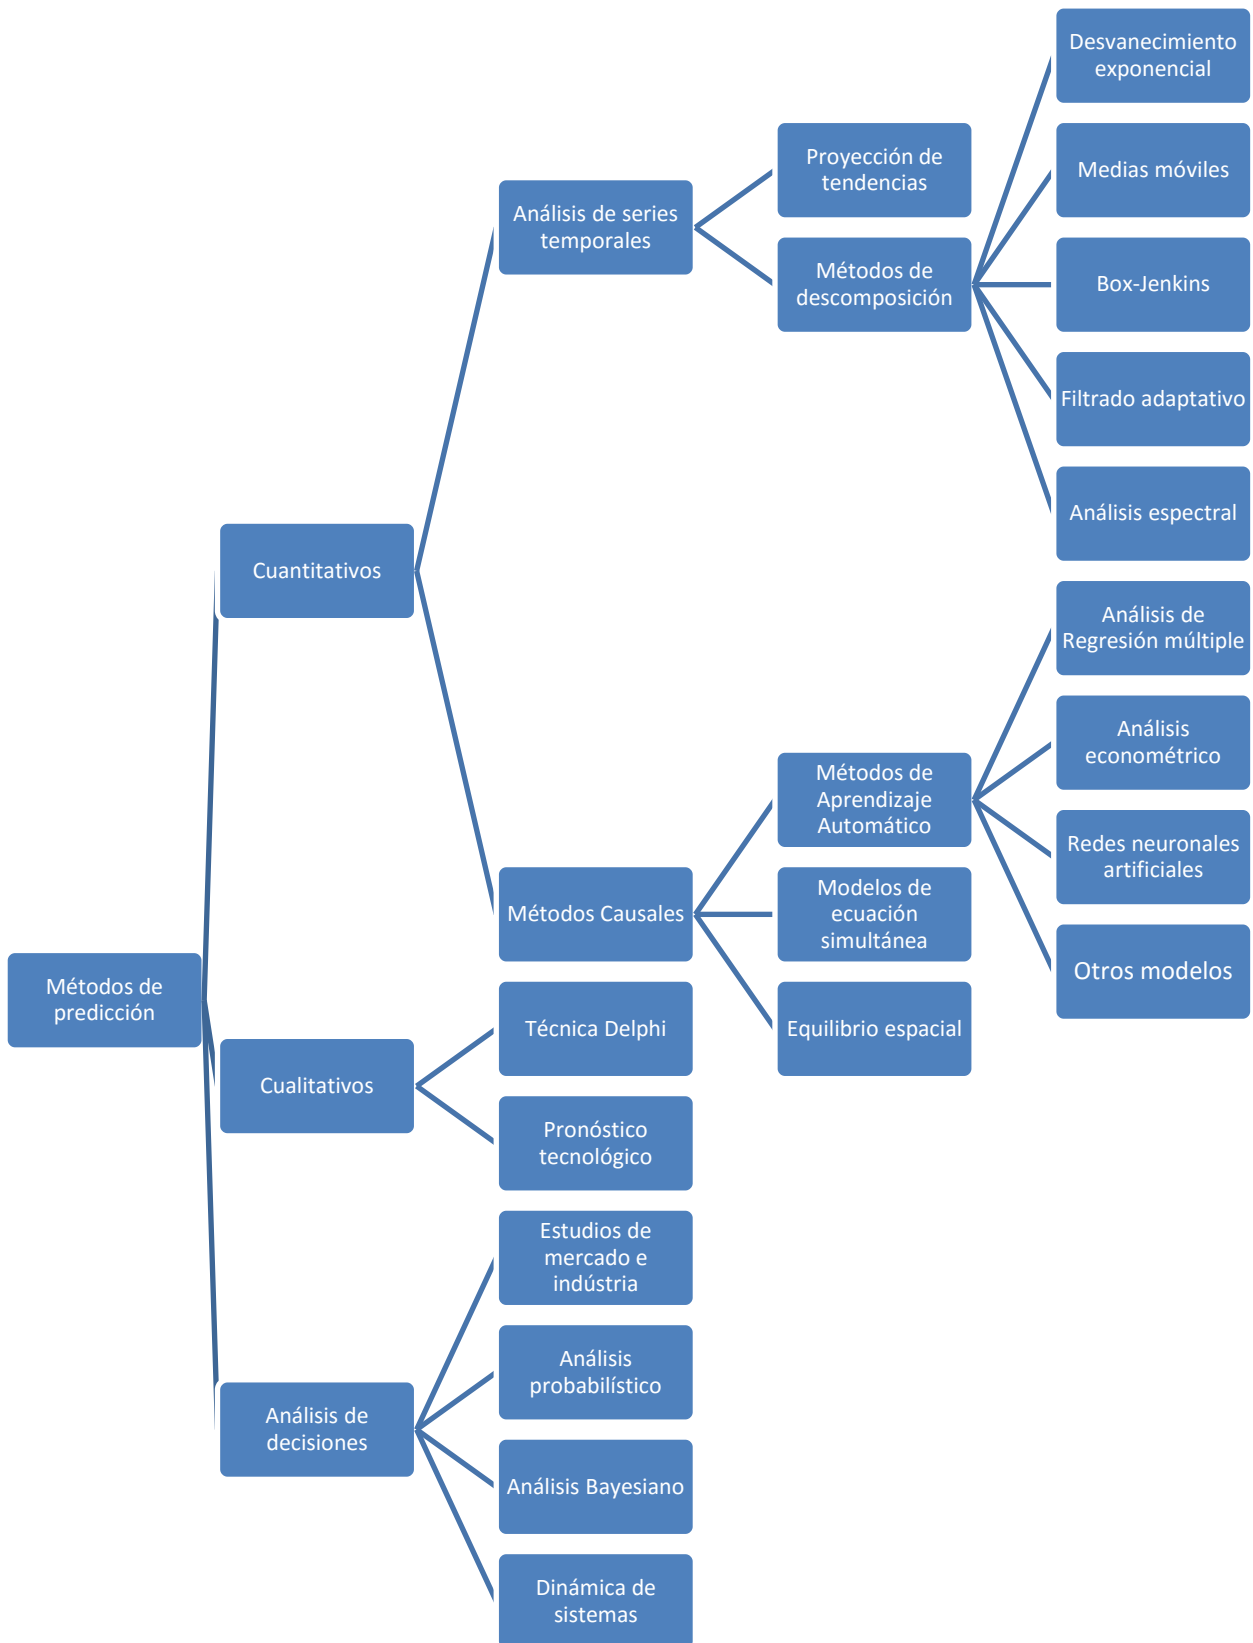 Métodos de
predicción
Cuantitativos
Análisis de series
temporales
Proyección de
tendencias
Métodos de
descomposición
Desvanecimiento
exponencial
Medias móviles
Box-Jenkins
Filtrado adaptativo
Análisis espectral
Métodos Causales
Métodos de
Aprendizaje
Automático
Análisis de
Regresión múltiple
Análisis
econométrico
Redes neuronales
artificiales
Otros modelos
Modelos de
ecuación
simultánea
Equilibrio espacial
Cualitativos
Técnica Delphi
Pronóstico
tecnológico
Análisis de
decisiones
Estudios de
mercado e
indústria
Análisis
probabilístico
Análisis Bayesiano
Dinámica de
sistemas